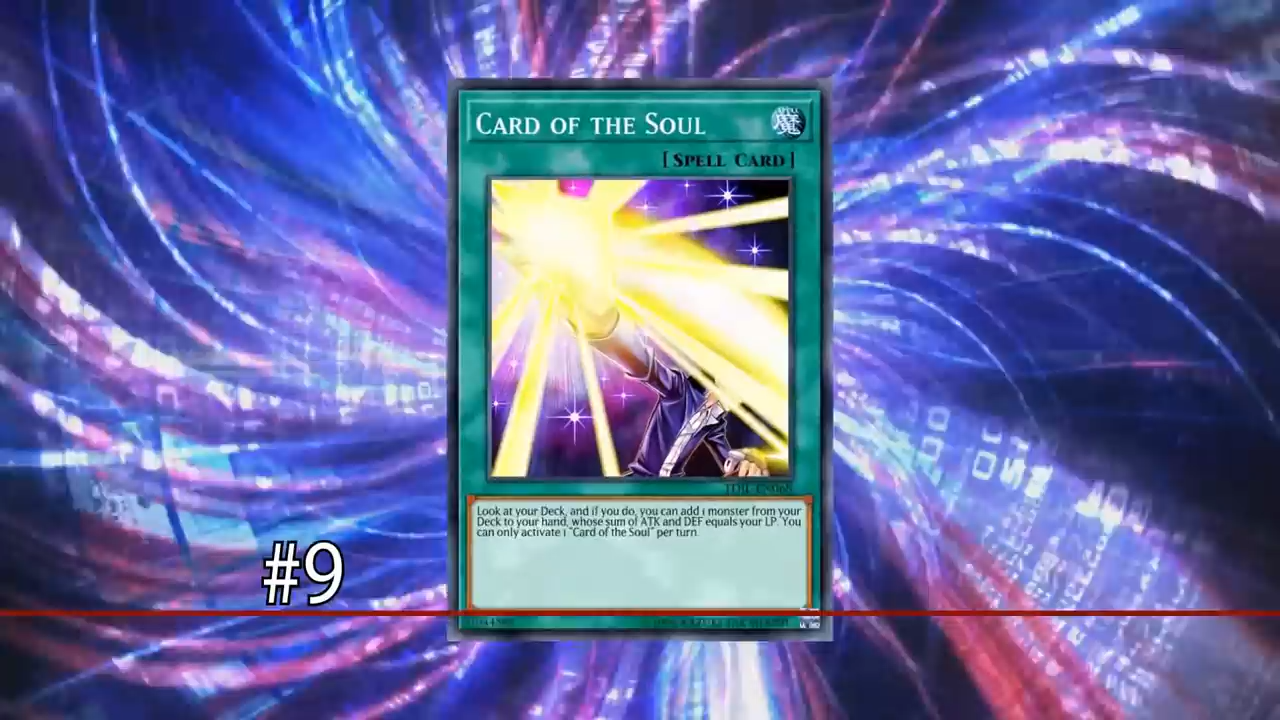 CARD OF THE SOUL
[ SPELL CARD ]
Look at your Deck, and if you do, you can add 1 monster from your
Deck to your hand, whose sum of ATK and DEF equals your LP. You
can only activate 1 "Card of the Soul" per turn.
#9